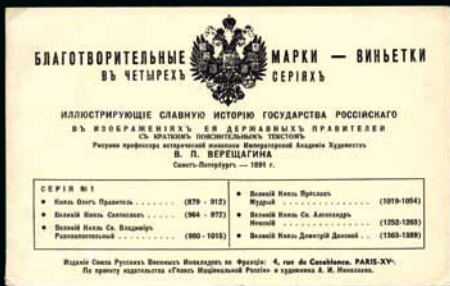 БЛАГОТВОРИТЕЛЬНЫЕ МАРКИ — ВИНЬЕТКИ
ВЪ ЧЕТЫРЕХЪ СЕРІЯХЪ
ИЛЛЮСТРИРУЮЩІЕ СЛАВНУЮ ИСТОРІЮ ГОСУДАРСТВА РОССІЙСКАГО
ВЪ ИЗОБРАЖЕНІЯХЪ ЕЯ ДЕРЖАВНЫХЪ ПРАВИТЕЛЕЙ
СЪ КРАТКИМЪ ПОЯСНИТЕЛЬНЫМЪ ТЕКСТОМЪ
Рисунки профессора исторической живописи Императорской Академіи Художествъ
В. П. ВЕРЕЩАГИНА
Санктъ-Петербургъ — 1891 г.
СЕРІЯ №1
• Князь Олегъ Правитель ....... (879 - 912)
• Великій Князь Святославъ ..... (964 - 972)
• Великій Князь Св. Владиміръ
Равноапостольный ......... (980 - 1015)
• Великій Князь Ярославъ
Мудрый ............... (1019-1054)
• Великій Князь Св. Александръ
Невскій ............... (1252-1263)
• Великій Князь Димитрій Донской .. (1363-1389)
Изданіе Союза Русскихъ Военныхъ Инвалидовъ во Франціи: 4, rue de Casablanca. PARIS-XVᵉ.
По проекту издательства «Голосъ Національной Россіи» и художника А. И. Николаева.